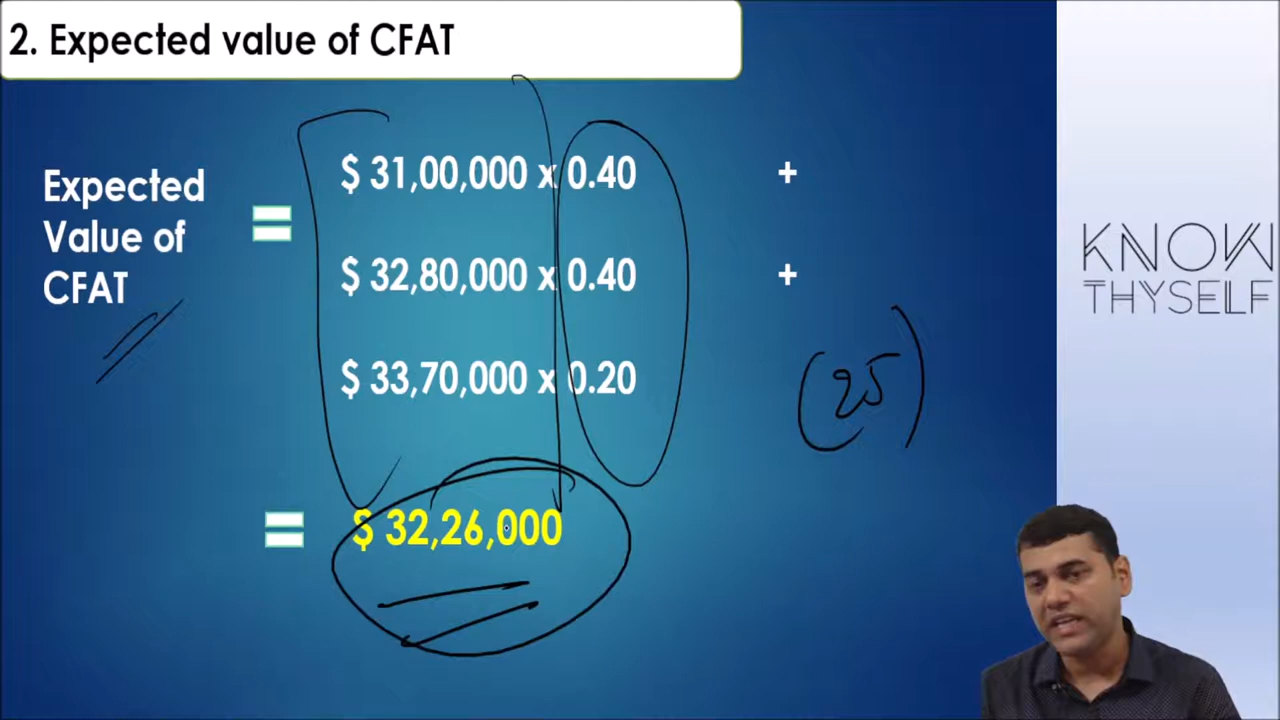 2. Expected value of CFAT
Expected
Value of
CFAT
$ 31,00,000 x 0.40 +
$ 32,80,000 x 0.40 +
$ 33,70,000 x 0.20
= $ 32,26,000
(25)
KNOW
THYSELF